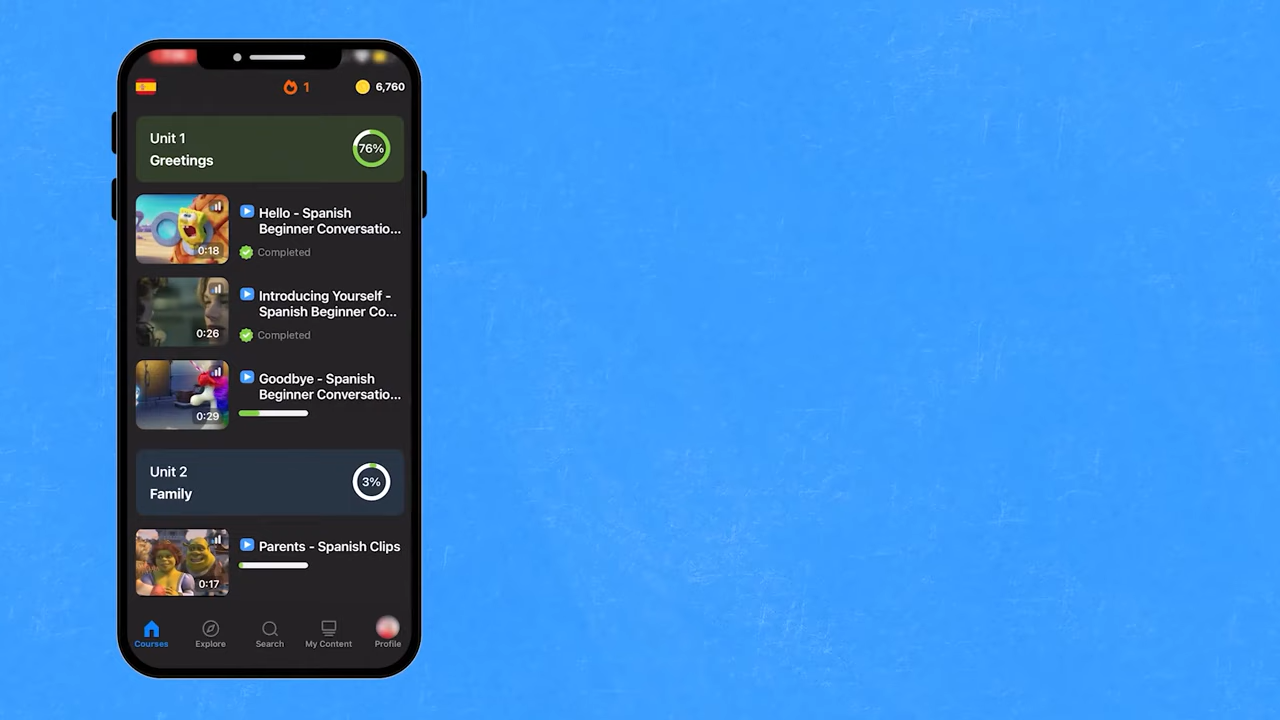 1
6,760
Unit 1
Greetings
76%
Hello - Spanish
Beginner Conversatio...
0:18
Completed
Introducing Yourself -
Spanish Beginner Co...
0:26
Completed
Goodbye - Spanish
Beginner Conversatio...
0:29
Unit 2
Family
3%
Parents - Spanish Clips
0:17
Courses
Explore
Search
My Content
Profile